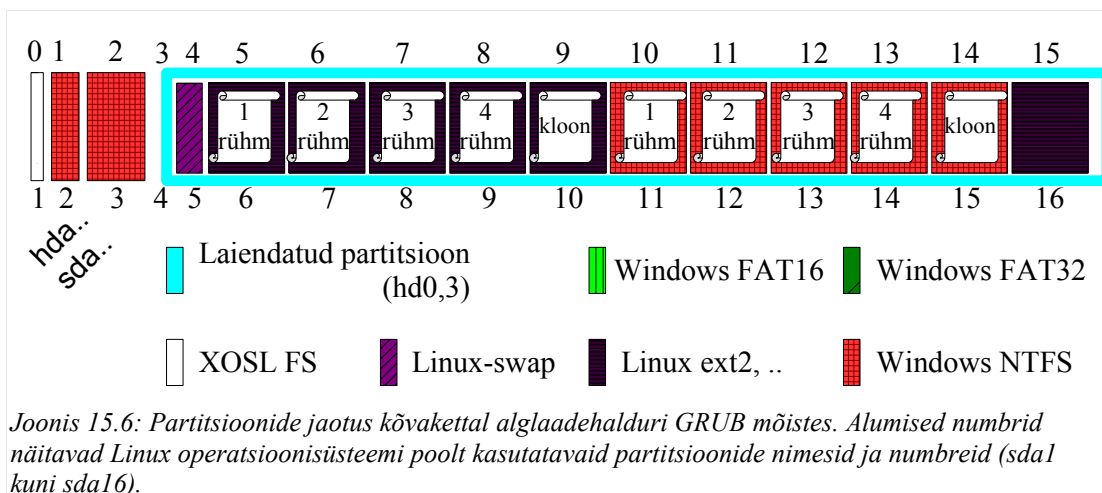 0 1 2 3 4 5 6 7 8 9 10 11 12 13 14 15
1 rühm
2 rühm
3 rühm
4 rühm
kloon
1 rühm
2 rühm
3 rühm
4 rühm
kloon
1 2 3 4 5 6 7 8 9 10 11 12 13 14 15 16
hda..
sda..
Laiendatud partitsioon (hd0,3)
Windows FAT16
Windows FAT32
XOSL FS
Linux-swap
Linux ext2, ..
Windows NTFS
Joonis 15.6: Partitsioonide jaotus kõvakettal alglaadehalduri GRUB mõistes. Alumised numbrid
näitavad Linux operatsioonisüsteemi poolt kasutatavaid partitsioonide nimesid ja numbreid (sda1
kuni sda16).